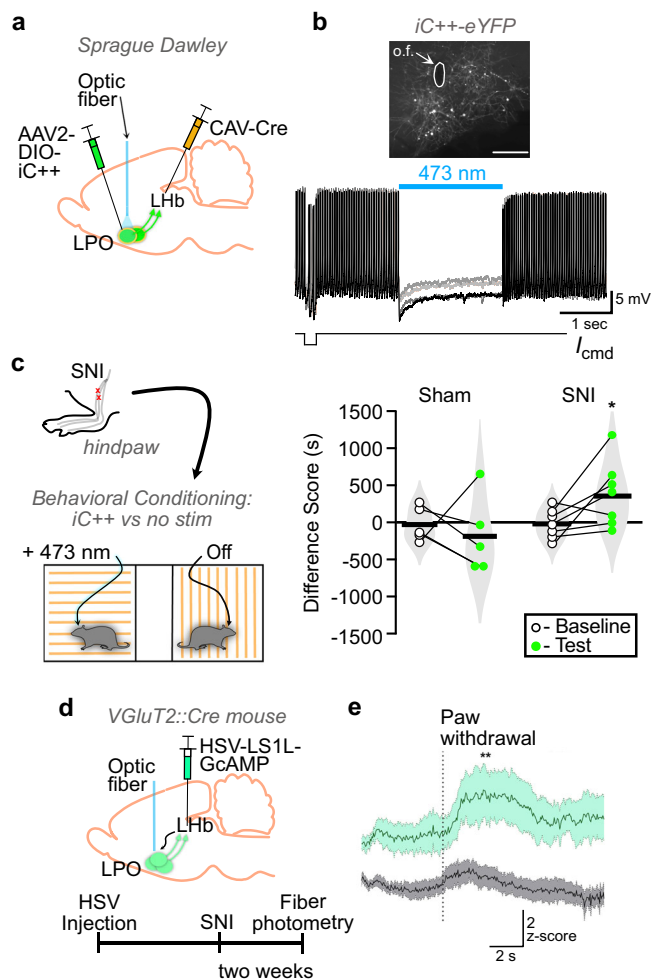 a
Sprague Dawley
Optic
fiber
AAV2-
DIO-
iC++
CAV-Cre
LHb
LPO
b
iC++-eYFP
o.f.
473 nm
5 mV
1 sec
Icmd
c
SNI
x
x
hindpaw
Behavioral Conditioning:
iC++ vs no stim
+ 473 nm
Off
Sham
SNI
*
Difference Score (s)
1500
1000
500
0
-500
-1000
-1500
- Baseline
- Test
d
VGluT2::Cre mouse
HSV-LS1L-
GcAMP
Optic
fiber
LHb
LPO
HSV
Injection
SNI
Fiber
photometry
two weeks
e
Paw
withdrawal
**
2
z-score
2 s